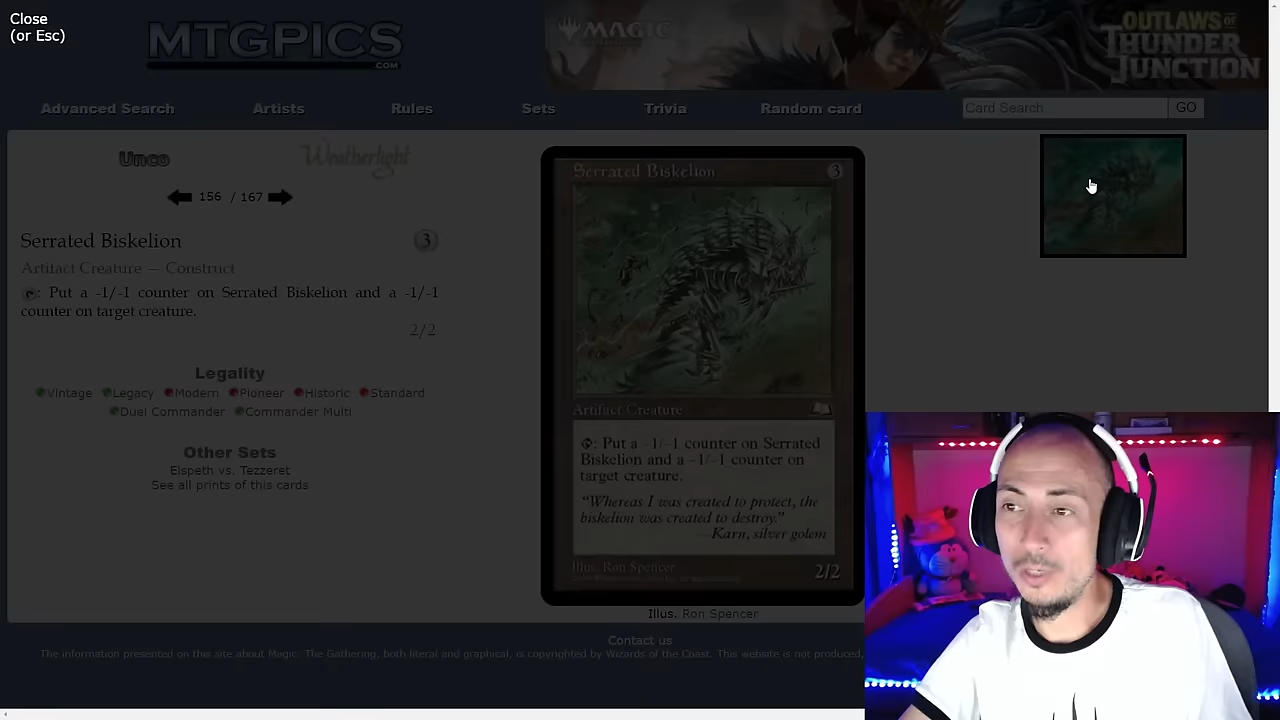 Close
(or Esc)
MTGPICS
.COM
MAGIC
OUTLAWS OF
THUNDER
JUNCTION
Advanced Search
Artists
Rules
Sets
Trivia
Random card
Card Search
GO
Unco
Weatherlight
156 / 167
Serrated Biskelion
3
Artifact Creature — Construct
: Put a -1/-1 counter on Serrated Biskelion and a -1/-1
counter on target creature.
2/2
Legality
Vintage Legacy Modern Pioneer Historic Standard
Duel Commander Commander Multi
Other Sets
Elspeth vs. Tezzeret
See all prints of this cards
Serrated Biskelion
3
Artifact Creature
: Put a -1/-1 counter on Serrated
Biskelion and a -1/-1 counter on
target creature.
"Whereas I was created to protect, the
biskelion was created to destroy."
—Karn, silver golem
Illus. Ron Spencer
2/2
Illus. Ron Spencer
Contact us
The information presented on this site about Magic: The Gathering, both literal and graphical, is copyrighted by Wizards of the Coast. This website is not produced,